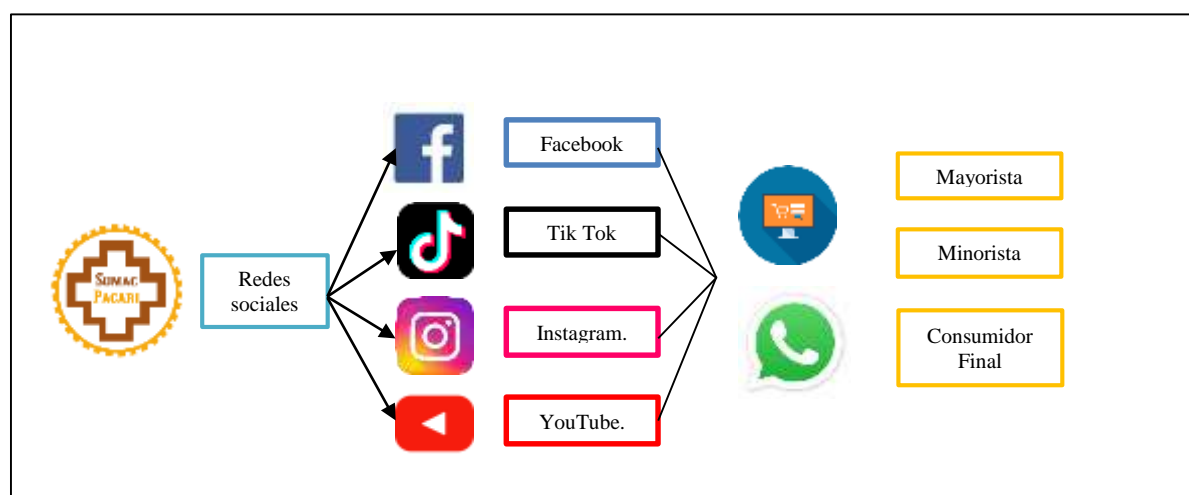 SUMAC
PACARI
Redes
sociales
Facebook
Tik Tok
Instagram.
YouTube.
Mayorista
Minorista
Consumidor
Final